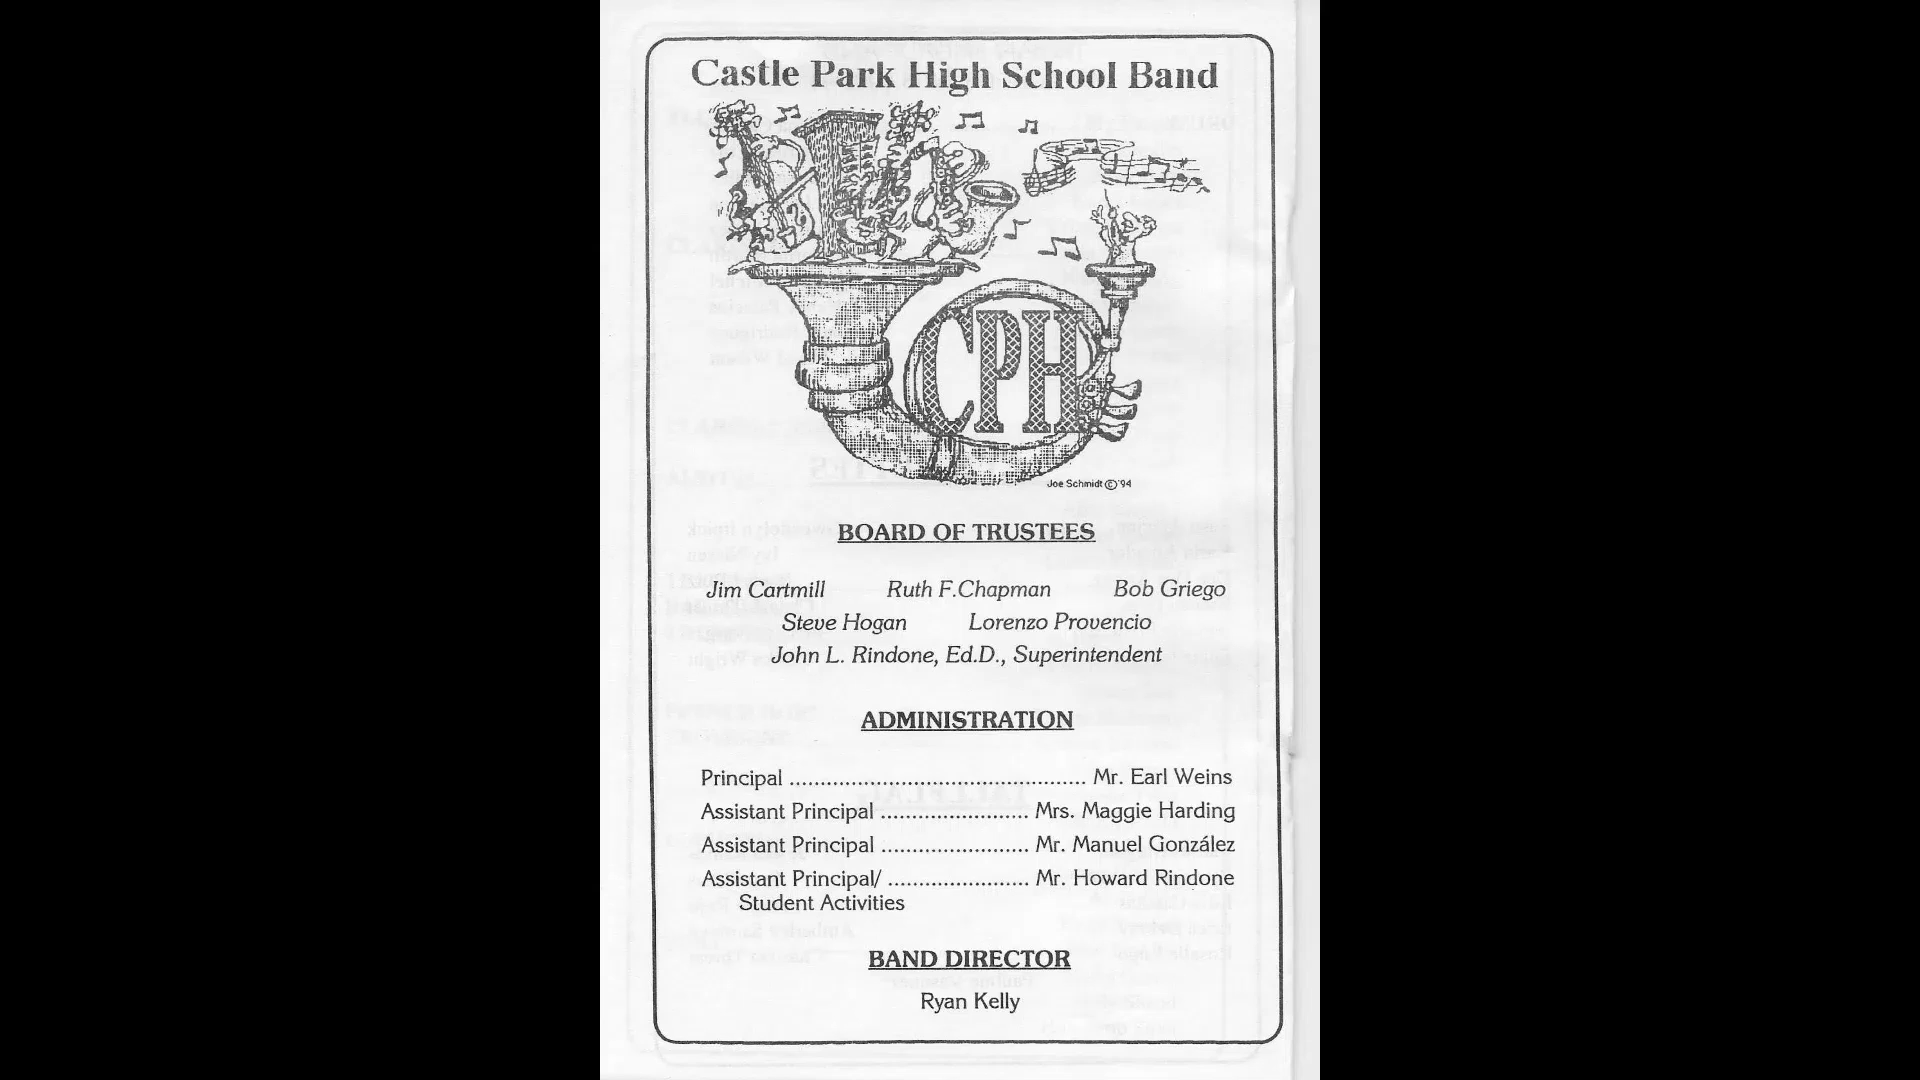 Castle Park High School Band
CPH
Joe Schmidt ©'94
BOARD OF TRUSTEES
Jim Cartmill Ruth F.Chapman Bob Griego
Steve Hogan Lorenzo Provencio
John L. Rindone, Ed.D., Superintendent
ADMINISTRATION
Principal ................................................ Mr. Earl Weins
Assistant Principal ........................ Mrs. Maggie Harding
Assistant Principal ........................ Mr. Manuel González
Assistant Principal/ ....................... Mr. Howard Rindone
Student Activities
BAND DIRECTOR
Ryan Kelly